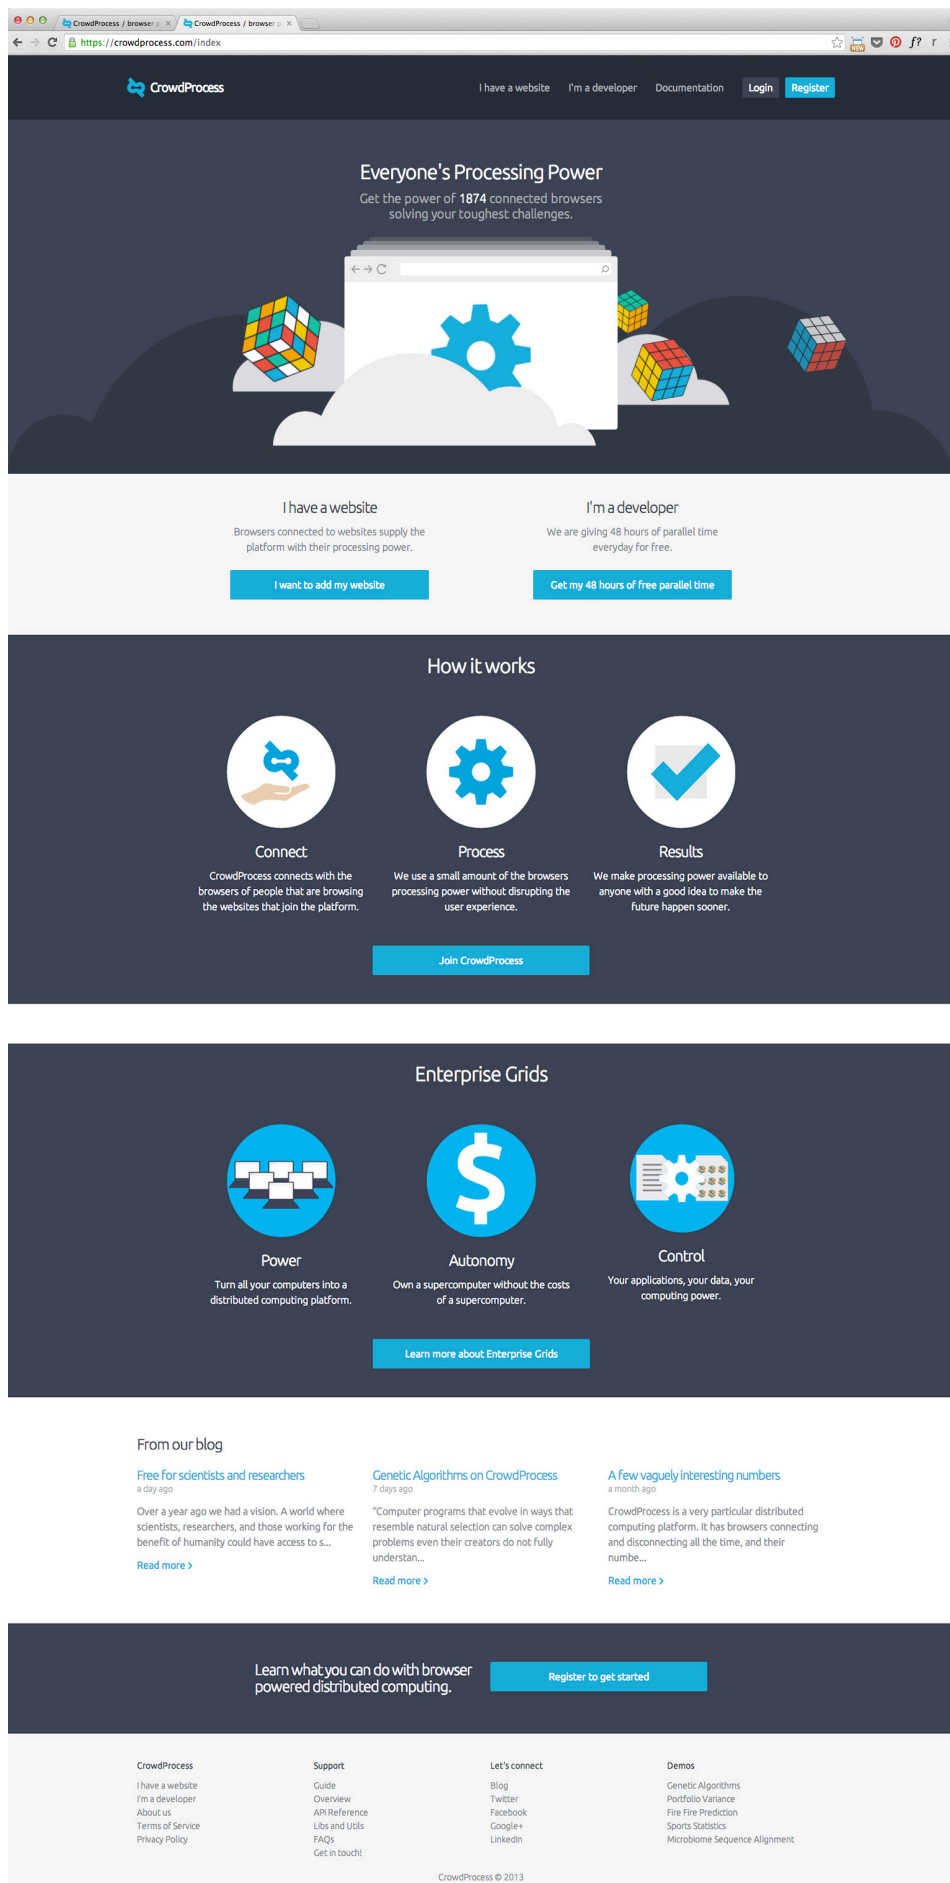 CrowdProcess / browser p
CrowdProcess / browser p
https://crowdprocess.com/index
NEW
f?
r
CrowdProcess
I have a website
I'm a developer
Documentation
Login
Register
Everyone's Processing Power
Get the power of 1874 connected browsers
solving your toughest challenges.
I have a website
Browsers connected to websites supply the
platform with their processing power.
I want to add my website
I'm a developer
We are giving 48 hours of parallel time
everyday for free.
Get my 48 hours of free parallel time
How it works
Connect
CrowdProcess connects with the
browsers of people that are browsing
the websites that join the platform.
Process
We use a small amount of the browsers
processing power without disrupting the
user experience.
Results
We make processing power available to
anyone with a good idea to make the
future happen sooner.
Join CrowdProcess
Enterprise Grids
Power
Turn all your computers into a
distributed computing platform.
$
Autonomy
Own a supercomputer without the costs
of a supercomputer.
Control
Your applications, your data, your
computing power.
Learn more about Enterprise Grids
From our blog
Free for scientists and researchers
a day ago
Over a year ago we had a vision. A world where
scientists, researchers, and those working for the
benefit of humanity could have access to s...
Read more >
Genetic Algorithms on CrowdProcess
7 days ago
"Computer programs that evolve in ways that
resemble natural selection can solve complex
problems even their creators do not fully
understan...
Read more >
A few vaguely interesting numbers
a month ago
CrowdProcess is a very particular distributed
computing platform. It has browsers connecting
and disconnecting all the time, and their
numbe...
Read more >
Learn what you can do with browser
powered distributed computing.
Register to get started
CrowdProcess
I have a website
I'm a developer
About us
Terms of Service
Privacy Policy
Support
Guide
Overview
API Reference
Libs and Utils
FAQs
Get in touch!
Let's connect
Blog
Twitter
Facebook
Google+
LinkedIn
Demos
Genetic Algorithms
Portfolio Variance
Fire Fire Prediction
Sports Statistics
Microbiome Sequence Alignment
CrowdProcess © 2013